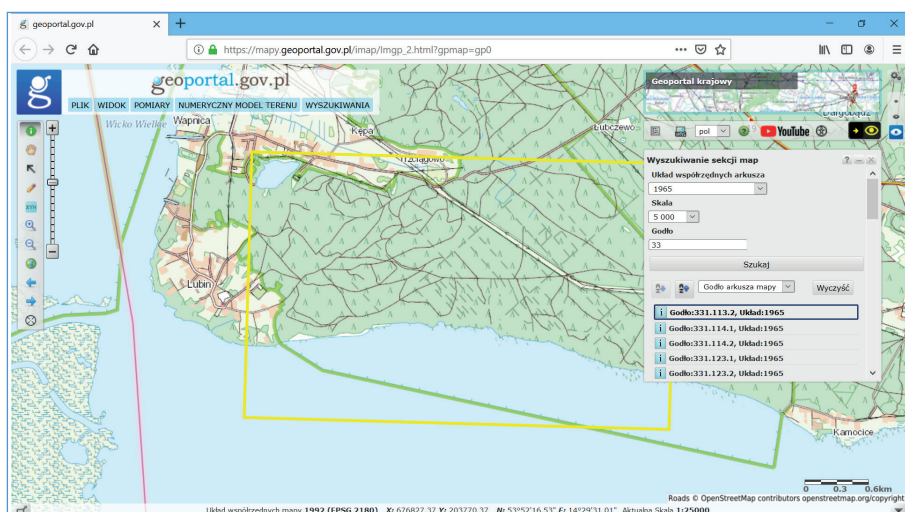 geoportal.gov.pl
https://mapy.geoportal.gov.pl/imap/Imgp_2.html?gpmap=gp0
geoportal.gov.pl
PLIK WIDOK POMIARY NUMERYCZNY MODEL TERENU WYSZUKIWANIA
Geoportal krajowy
Dargobądz
Wicko Wielkie
Wapnica
Kępa
Łubczewo
Trzciągowo
Lubin
Karnocice
XYH
pol
YouTube
Wyszukiwanie sekcji map
Układ współrzędnych arkusza
1965
Skala
5 000
Godło
33
Szukaj
Godło arkusza mapy
Wyczyść
Godło:331.113.2, Układ:1965
Godło:331.114.1, Układ:1965
Godło:331.114.2, Układ:1965
Godło:331.123.1, Układ:1965
Godło:331.123.2, Układ:1965
0 0.3 0.6km
Roads © OpenStreetMap contributors openstreetmap.org/copyright
Układ współrzędnych mapy 1992 (EPSG 2180) X: 676827.37 Y: 203770.37 N: 53°52'16.53" E: 14°29'31.01" Aktualna Skala 1:25000